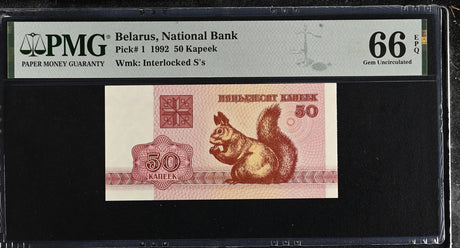 PMG
PAPER MONEY GUARANTY
Belarus, National Bank
Pick# 1 1992 50 Kapeek
Wmk: Interlocked S's
66 EPQ
Gem Uncirculated
ПЯЦЬДЗЕСЯТ КАПЕЕК
50
50
КАПЕЕК